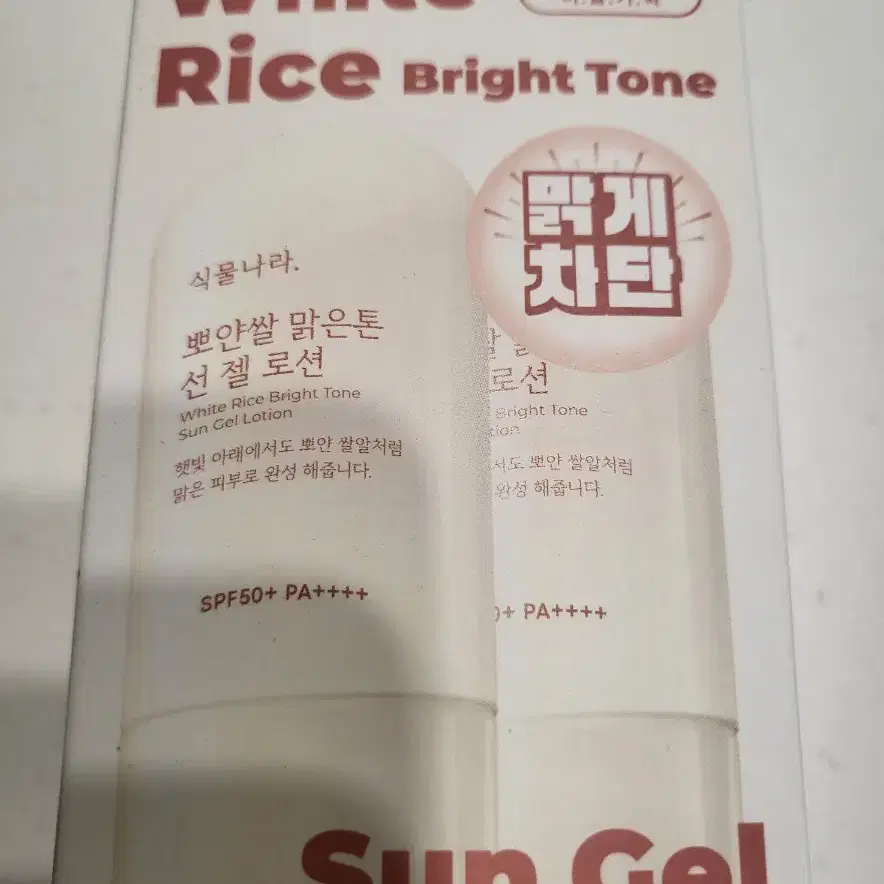 White
Rice Bright Tone
맑게
차단
식물나라.
뽀얀쌀 맑은톤
선 젤 로션
White Rice Bright Tone
Sun Gel Lotion
햇빛 아래에서도 뽀얀 쌀알처럼
맑은 피부로 완성 해줍니다.
SPF50+ PA++++
로션
Bright Tone
서도 뽀얀 쌀알처럼
완성 해줍니다.
+ PA++++
Sun Gel